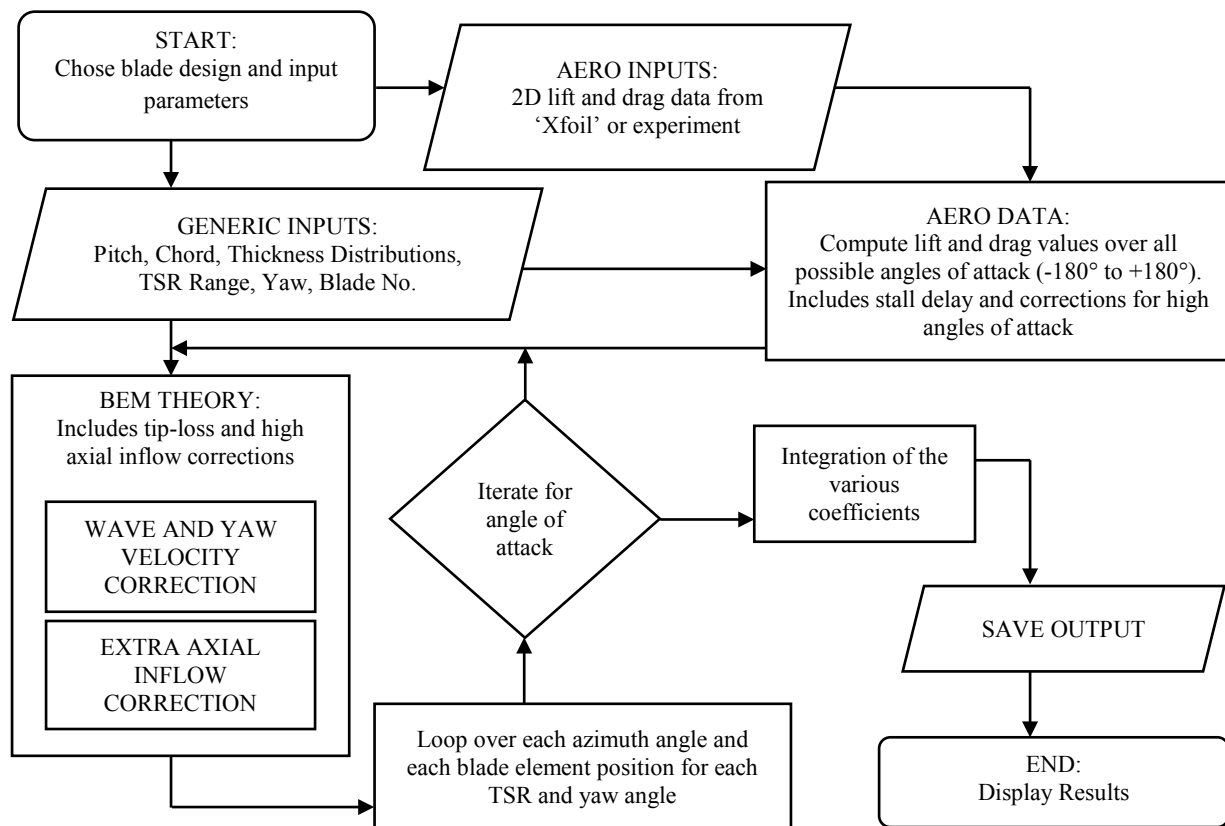 START:
Chose blade design and input
parameters
AERO INPUTS:
2D lift and drag data from
‘Xfoil’ or experiment
GENERIC INPUTS:
Pitch, Chord, Thickness Distributions,
TSR Range, Yaw, Blade No.
AERO DATA:
Compute lift and drag values over all
possible angles of attack (-180° to +180°).
Includes stall delay and corrections for high
angles of attack
BEM THEORY:
Includes tip-loss and high
axial inflow corrections
WAVE AND YAW
VELOCITY
CORRECTION
EXTRA AXIAL
INFLOW
CORRECTION
Loop over each azimuth angle and
each blade element position for each
TSR and yaw angle
Iterate for
angle of
attack
Integration of the
various
coefficients
SAVE OUTPUT
END:
Display Results